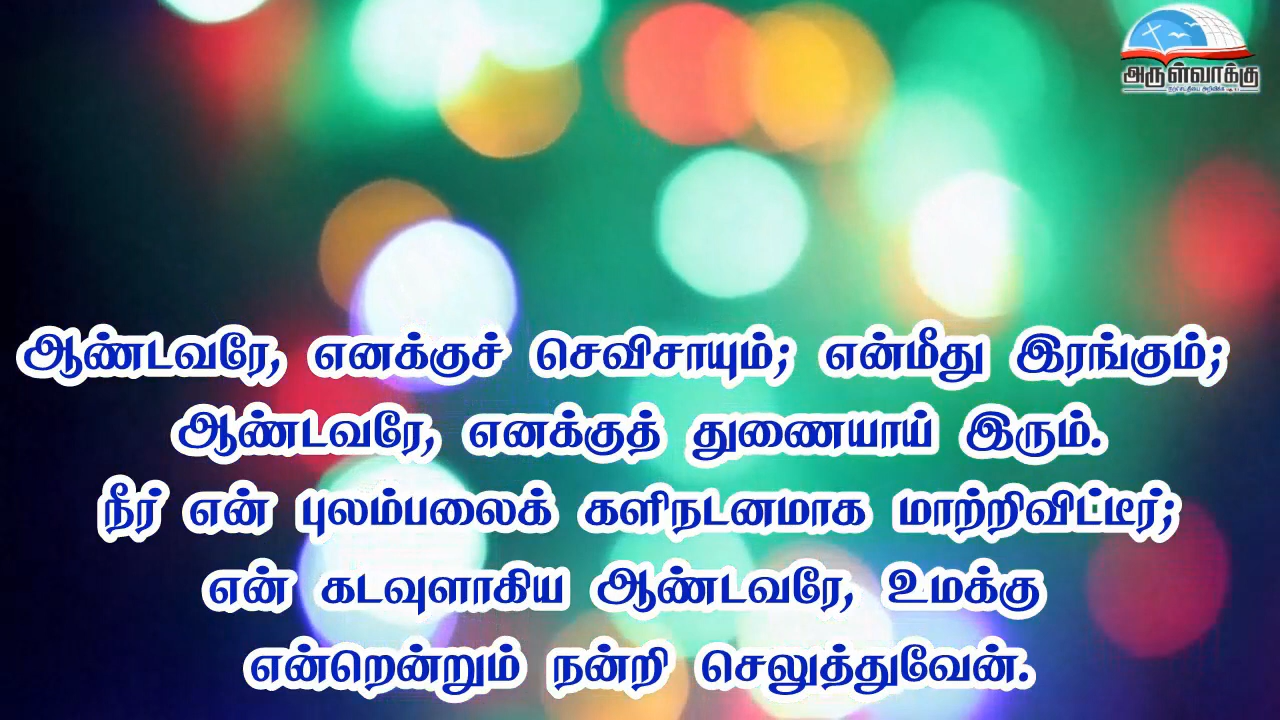 அருள்வாக்கு
ஆண்டவரே, எனக்குச் செவிசாயும்; என்மீது இரங்கும்;
ஆண்டவரே, எனக்குத் துணையாய் இரும்.
நீர் என் புலம்பலைக் களிநடனமாக மாற்றிவிட்டீர்;
என் கடவுளாகிய ஆண்டவரே, உமக்கு
என்றென்றும் நன்றி செலுத்துவேன்.